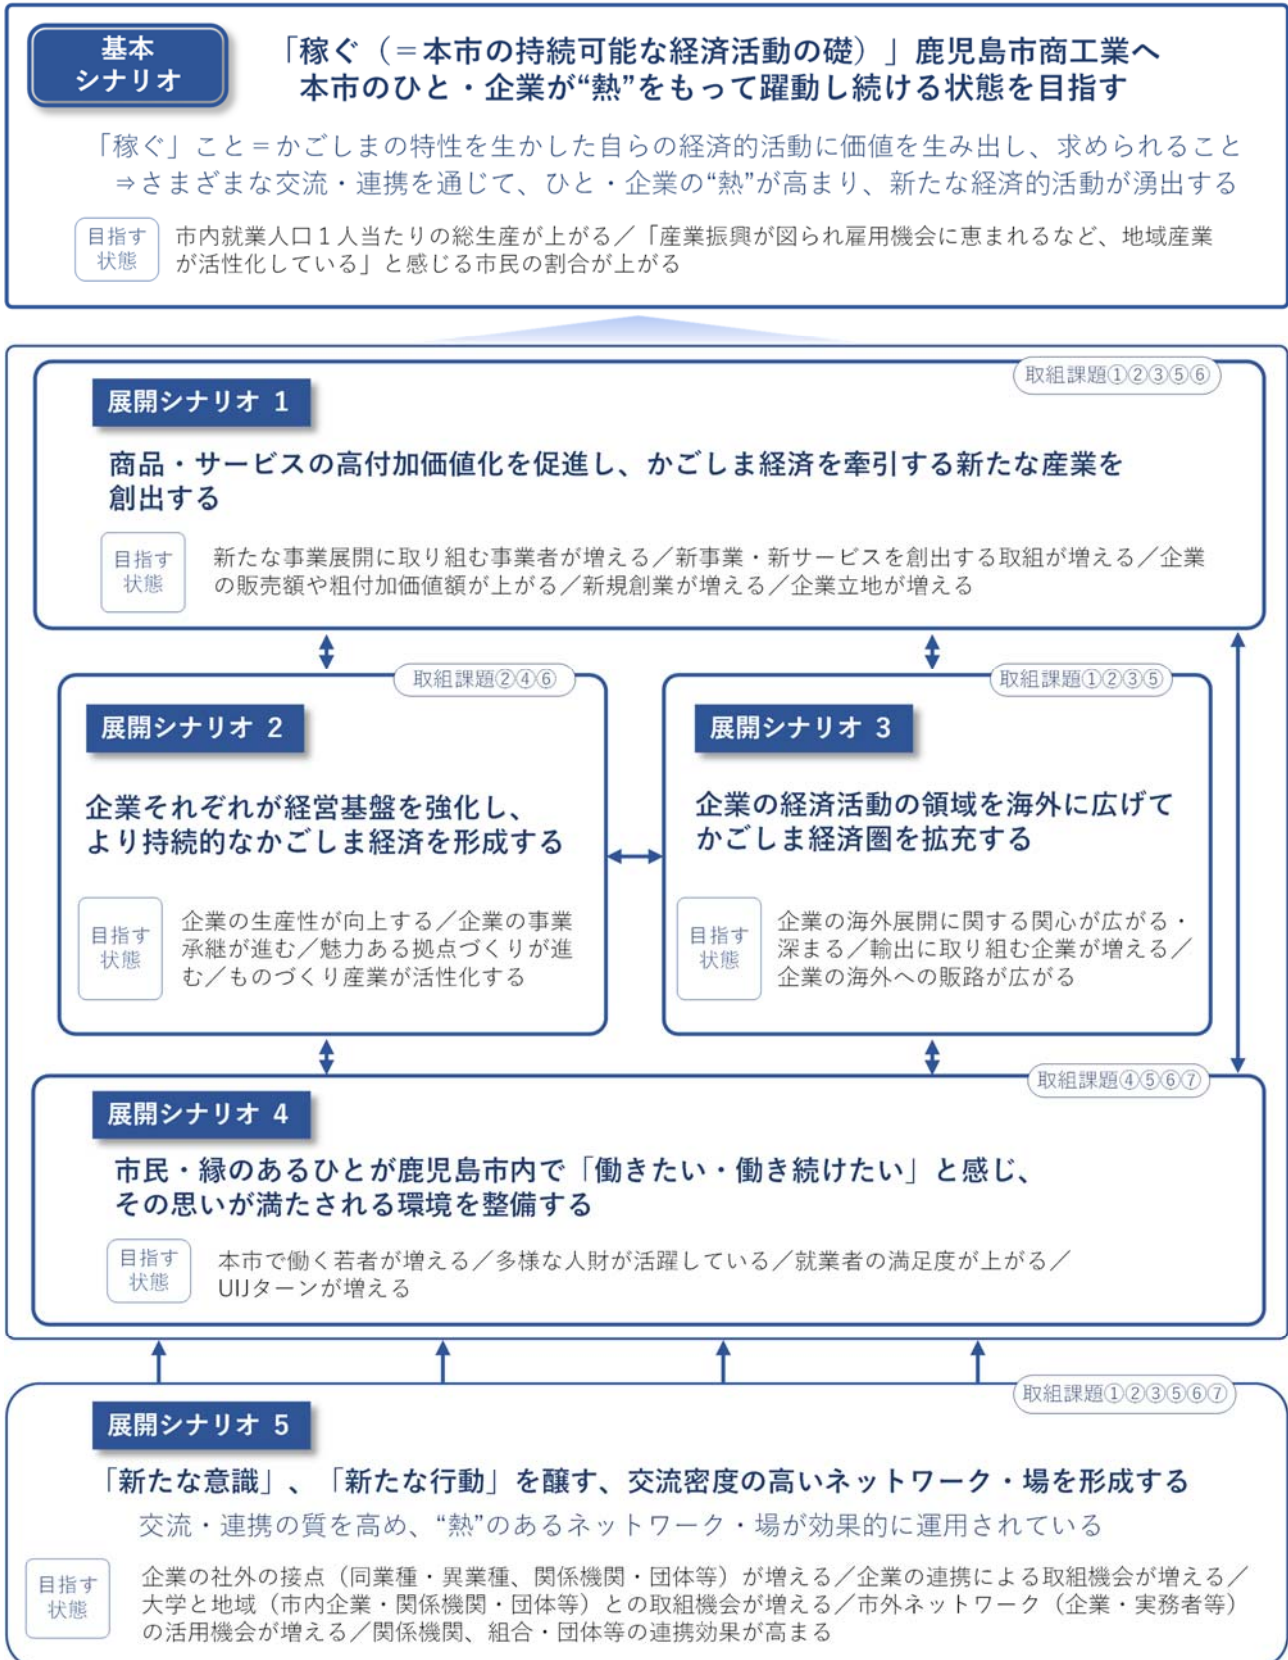 基本
シナリオ
「稼ぐ（＝本市の持続可能な経済活動の礎）」鹿児島市商工業へ
本市のひと・企業が“熱”をもって躍動し続ける状態を目指す
「稼ぐ」こと＝かごしまの特性を生かした自らの経済的活動に価値を生み出し、求められること
⇒さまざまな交流・連携を通じて、ひと・企業の“熱”が高まり、新たな経済的活動が湧出する
目指す
状態
市内就業人口１人当たりの総生産が上がる／「産業振興が図られ雇用機会に恵まれるなど、地域産業
が活性化している」と感じる市民の割合が上がる
取組課題①②③⑤⑥
展開シナリオ 1
商品・サービスの高付加価値化を促進し、かごしま経済を牽引する新たな産業を
創出する
目指す
状態
新たな事業展開に取り組む事業者が増える／新事業・新サービスを創出する取組が増える／企業
の販売額や粗付加価値額が上がる／新規創業が増える／企業立地が増える
取組課題②④⑥
展開シナリオ 2
企業それぞれが経営基盤を強化し、
より持続的なかごしま経済を形成する
目指す
状態
企業の生産性が向上する／企業の事業
承継が進む／魅力ある拠点づくりが進
む／ものづくり産業が活性化する
取組課題①②③⑤
展開シナリオ 3
企業の経済活動の領域を海外に広げて
かごしま経済圏を拡充する
目指す
状態
企業の海外展開に関する関心が広がる・
深まる／輸出に取り組む企業が増える／
企業の海外への販路が広がる
取組課題④⑤⑥⑦
展開シナリオ 4
市民・縁のあるひとが鹿児島市内で「働きたい・働き続けたい」と感じ、
その思いが満たされる環境を整備する
目指す
状態
本市で働く若者が増える／多様な人財が活躍している／就業者の満足度が上がる／
UIJターンが増える
取組課題①②③⑤⑥⑦
展開シナリオ 5
「新たな意識」、「新たな行動」を醸す、交流密度の高いネットワーク・場を形成する
交流・連携の質を高め、“熱”のあるネットワーク・場が効果的に運用されている
目指す
状態
企業の社外の接点（同業種・異業種、関係機関・団体等）が増える／企業の連携による取組機会が増える／
大学と地域（市内企業・関係機関・団体等）との取組機会が増える／市外ネットワーク（企業・実務者等）
の活用機会が増える／関係機関、組合・団体等の連携効果が高まる